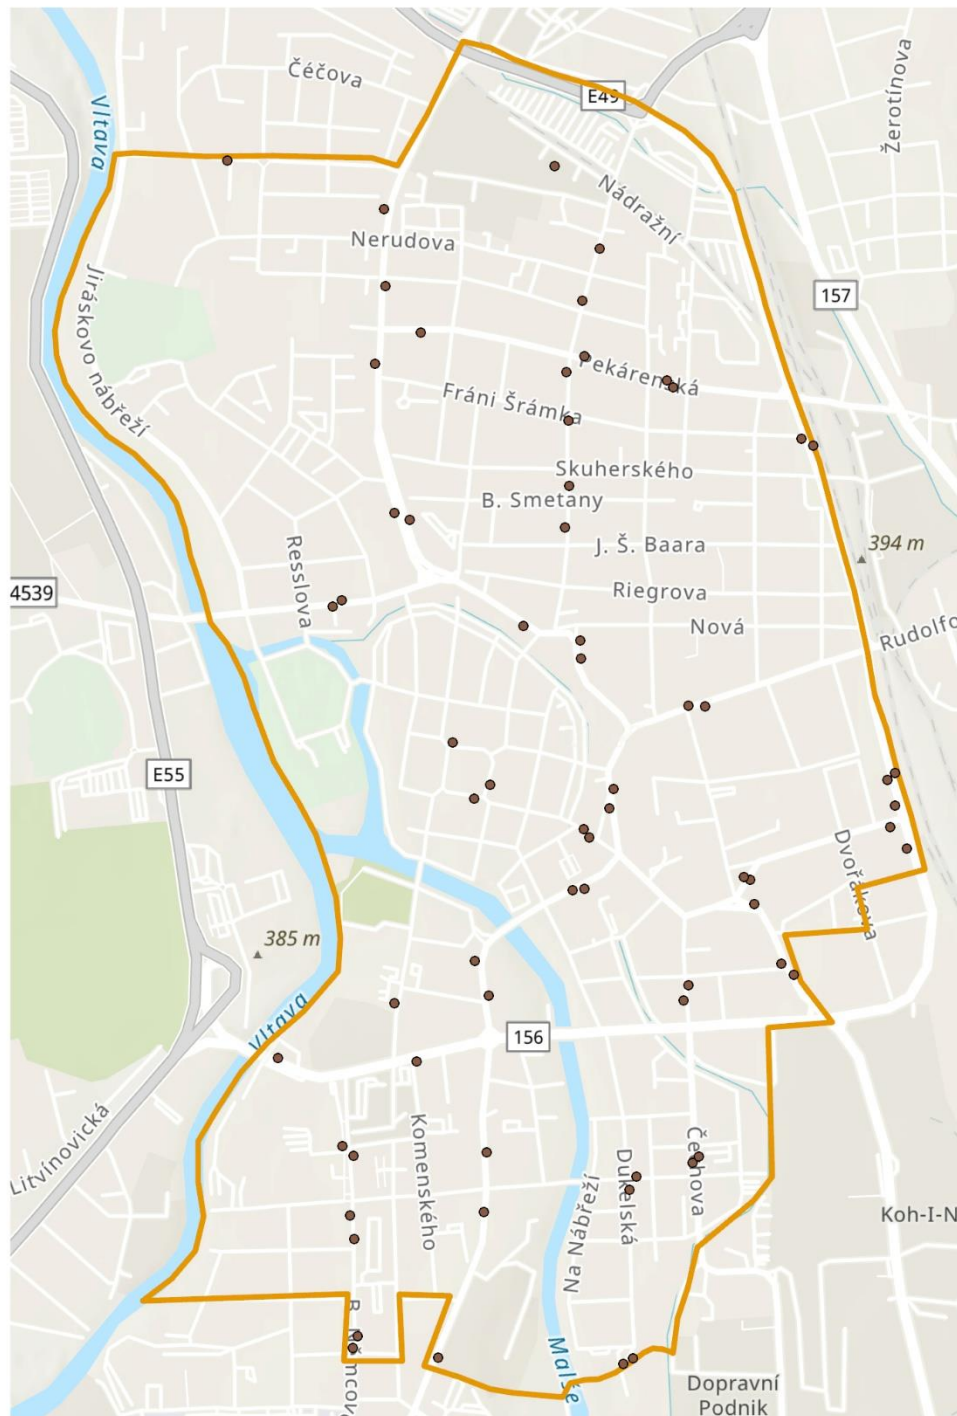 Čéčova
E49
Žerotínova
Vltava
Nádražní
Nerudova
157
Jiráskovo nábřeží
Pekárenská
Fráni Šrámka
Skuherského
B. Smetany
J. Š. Baara
394 m
Resslova
Riegrova
4539
Nová
Rudolfo
E55
Dvořákova
385 m
Vltava
156
Litvínovická
Komenského
Čechova
Dukelská
Na Nábřeží
Koh-I-N
B. Němcov
Malše
Dopravní
Podnik